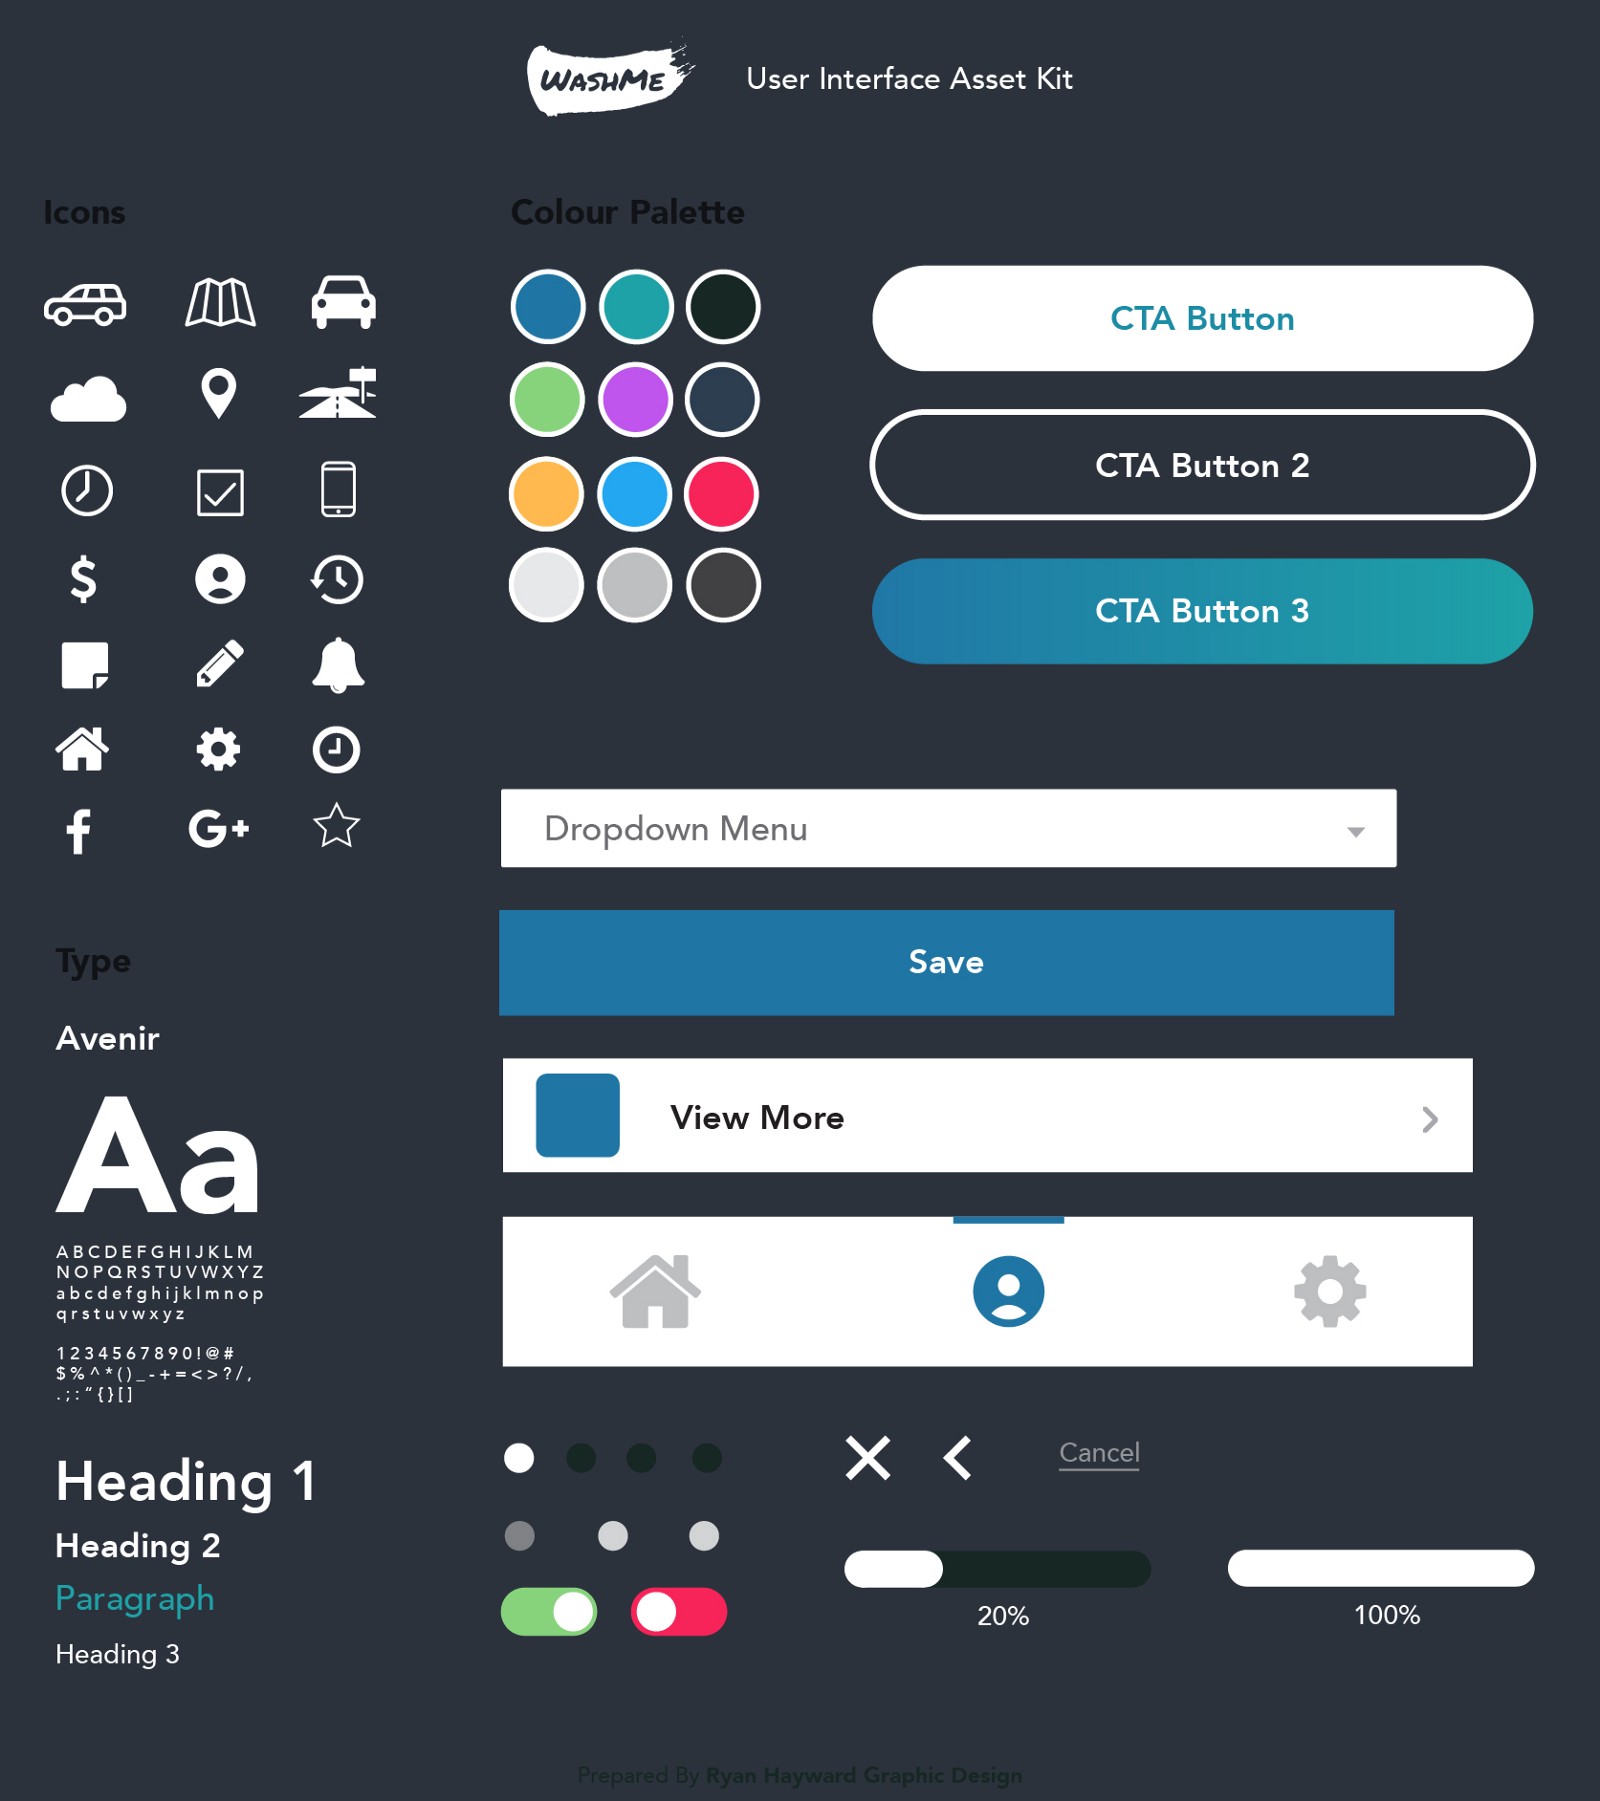 WashMe
User Interface Asset Kit
Icons
Colour Palette
CTA Button
CTA Button 2
CTA Button 3
$
f
G+
Dropdown Menu
Save
View More
Type
Avenir
Aa
ABCDEFGHIJKLM
NOPQRSTUVWXYZ
abcdefghijklmnop
qrstuvwxyz
1234567890!@#
$%^*()_-+=<>?/,
.;:“{}[]
Heading 1
Heading 2
Paragraph
Heading 3
Cancel
20%
100%
Prepared By Ryan Hayward Graphic Design